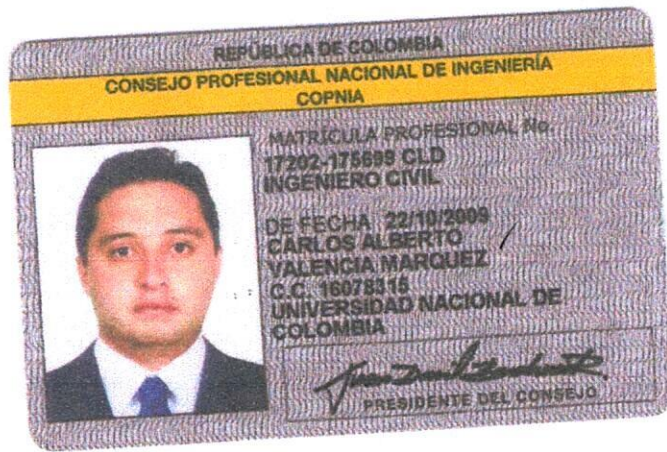 REPÚBLICA DE COLOMBIA
CONSEJO PROFESIONAL NACIONAL DE INGENIERÍA
COPNIA
MATRICULA PROFESIONAL No.
17202-175699 CLD
INGENIERO CIVIL
DE FECHA 22/10/2009
CARLOS ALBERTO
VALENCIA MARQUEZ
C.C. 16078315
UNIVERSIDAD NACIONAL DE
COLOMBIA
PRESIDENTE DEL CONSEJO